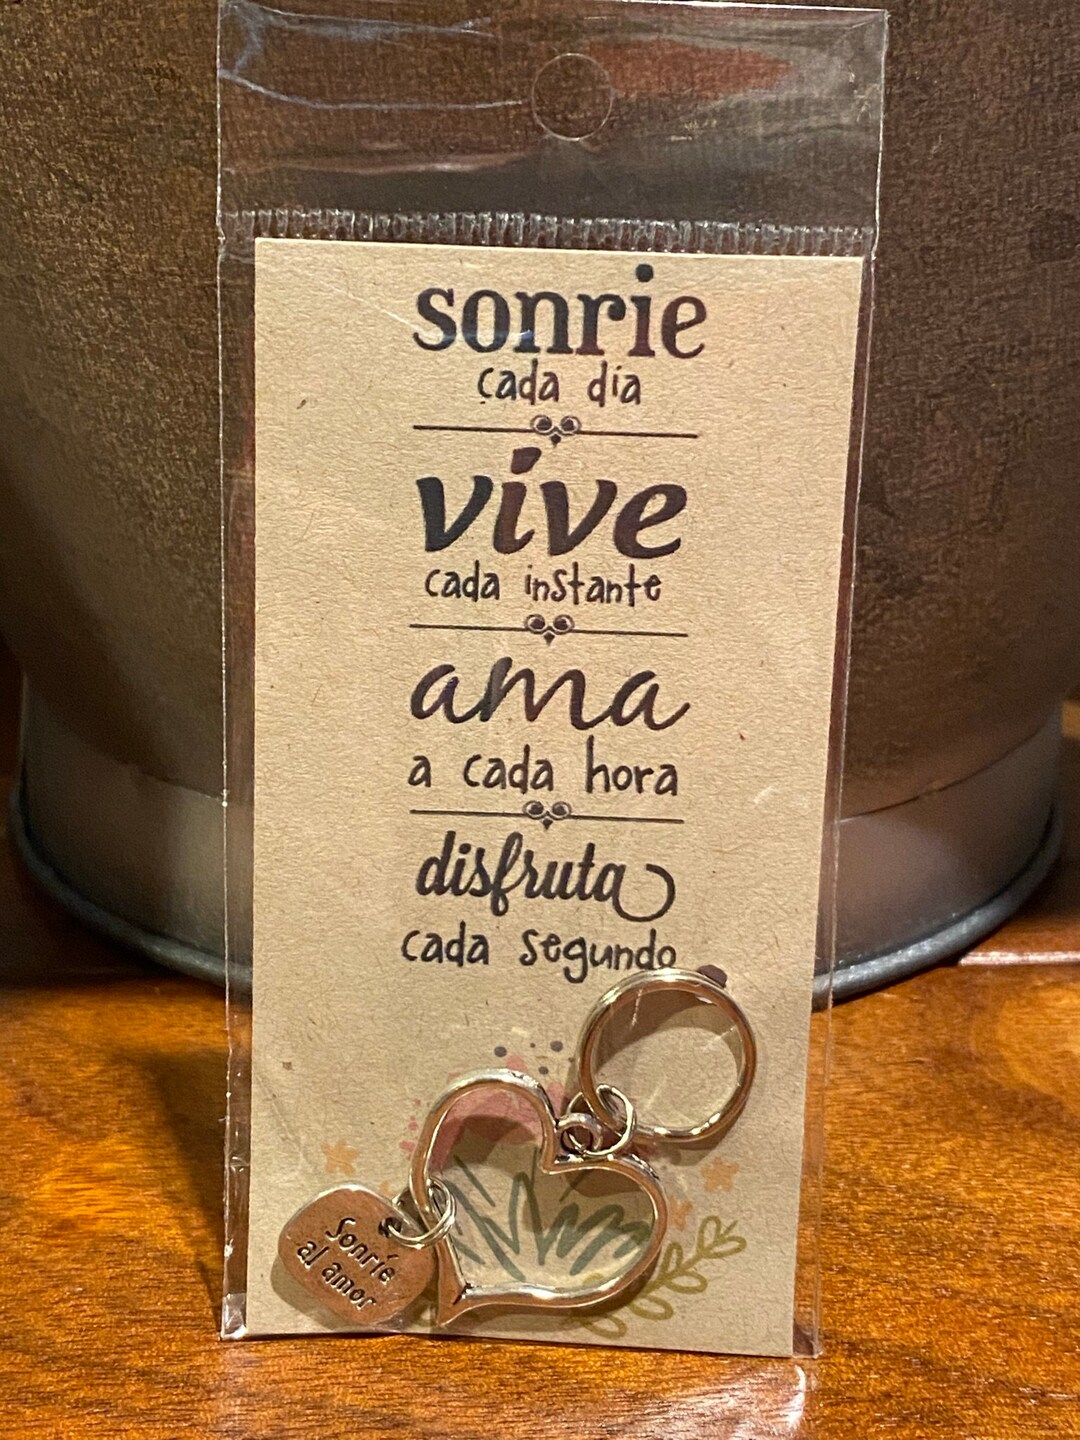 sonrie
cada día
vive
cada instante
ama
a cada hora
disfruta
cada segundo
Sonríe
al amor